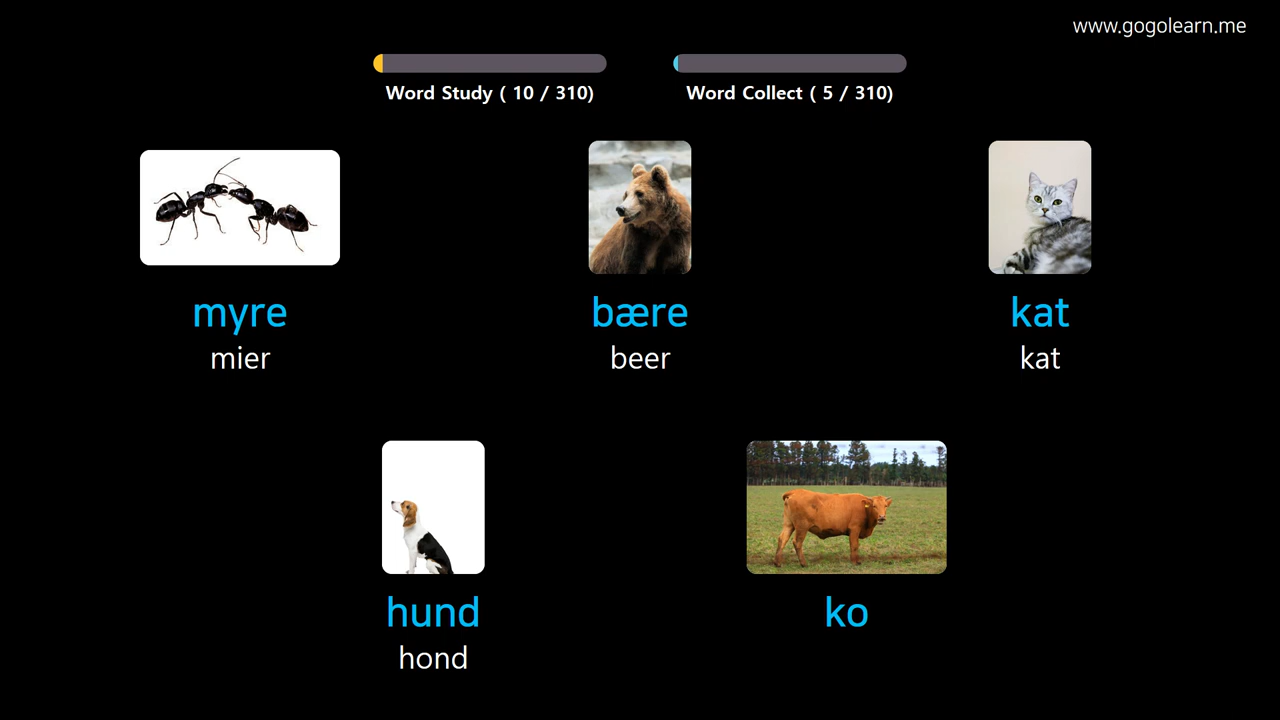 www.gogolearn.me
Word Study ( 10 / 310)
Word Collect ( 5 / 310)
myre
mier
bære
beer
kat
kat
hund
hond
ko